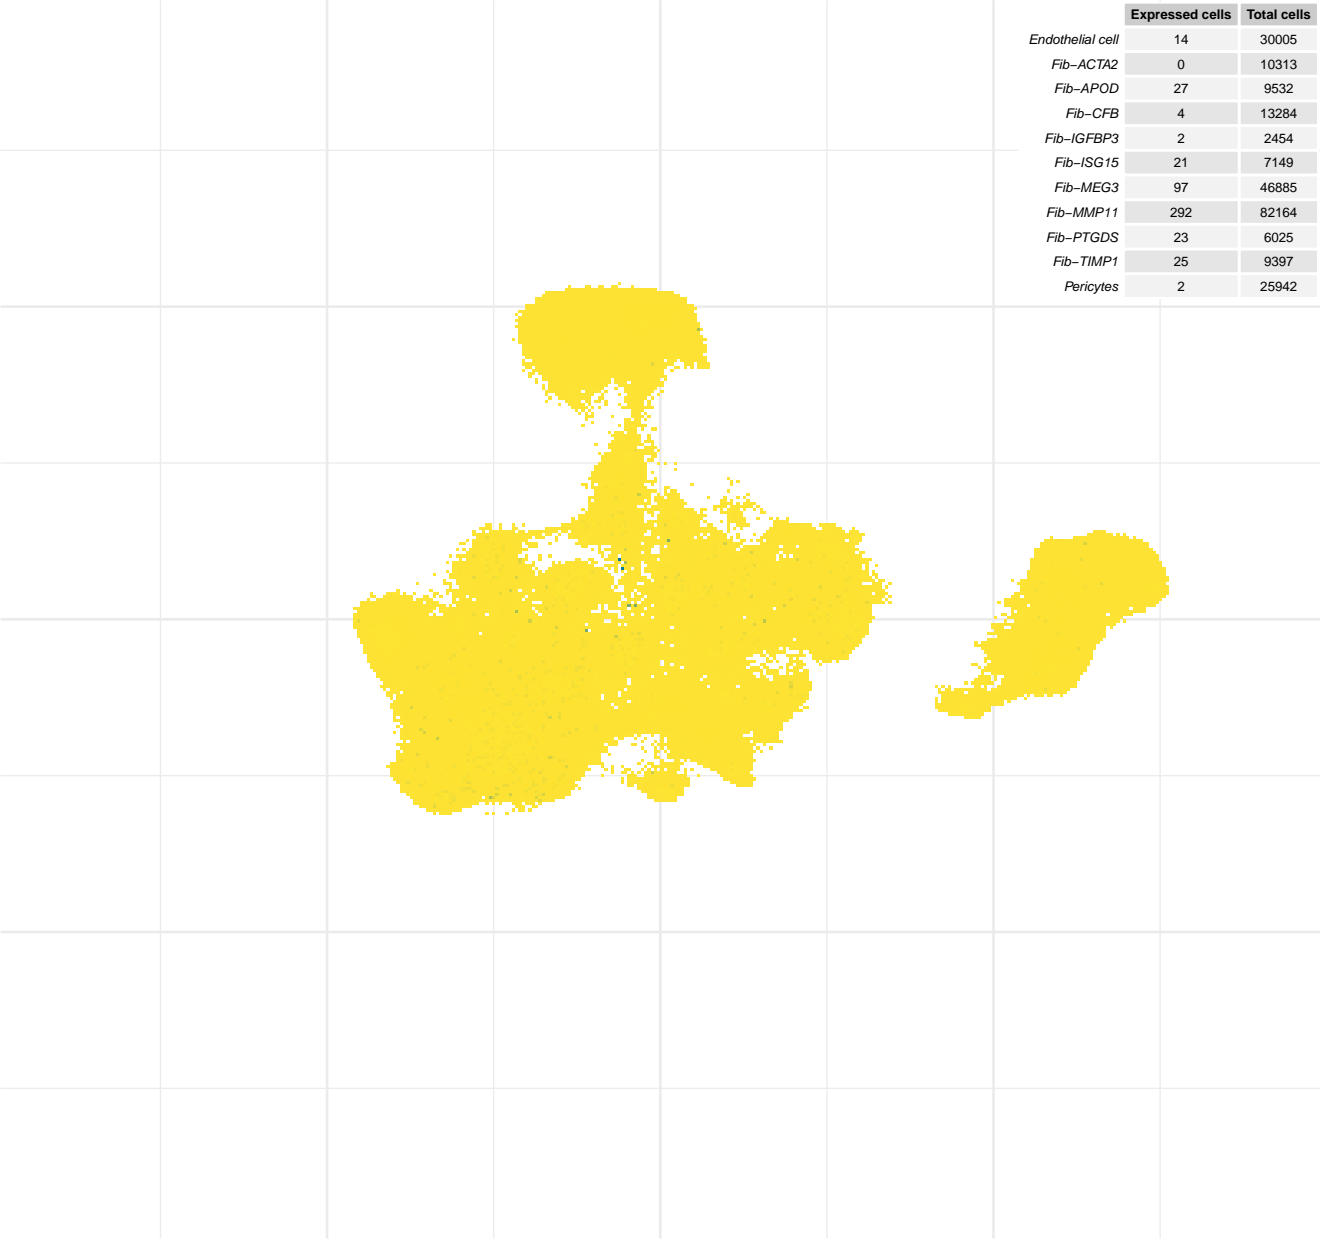 Expressed cells Total cells
Endothelial cell 14 30005
Fib−ACTA2 0 10313
Fib−APOD 27 9532
Fib−CFB 4 13284
Fib−IGFBP3 2 2454
Fib−ISG15 21 7149
Fib−MEG3 97 46885
Fib−MMP11 292 82164
Fib−PTGDS 23 6025
Fib−TIMP1 25 9397
Pericytes 2 25942